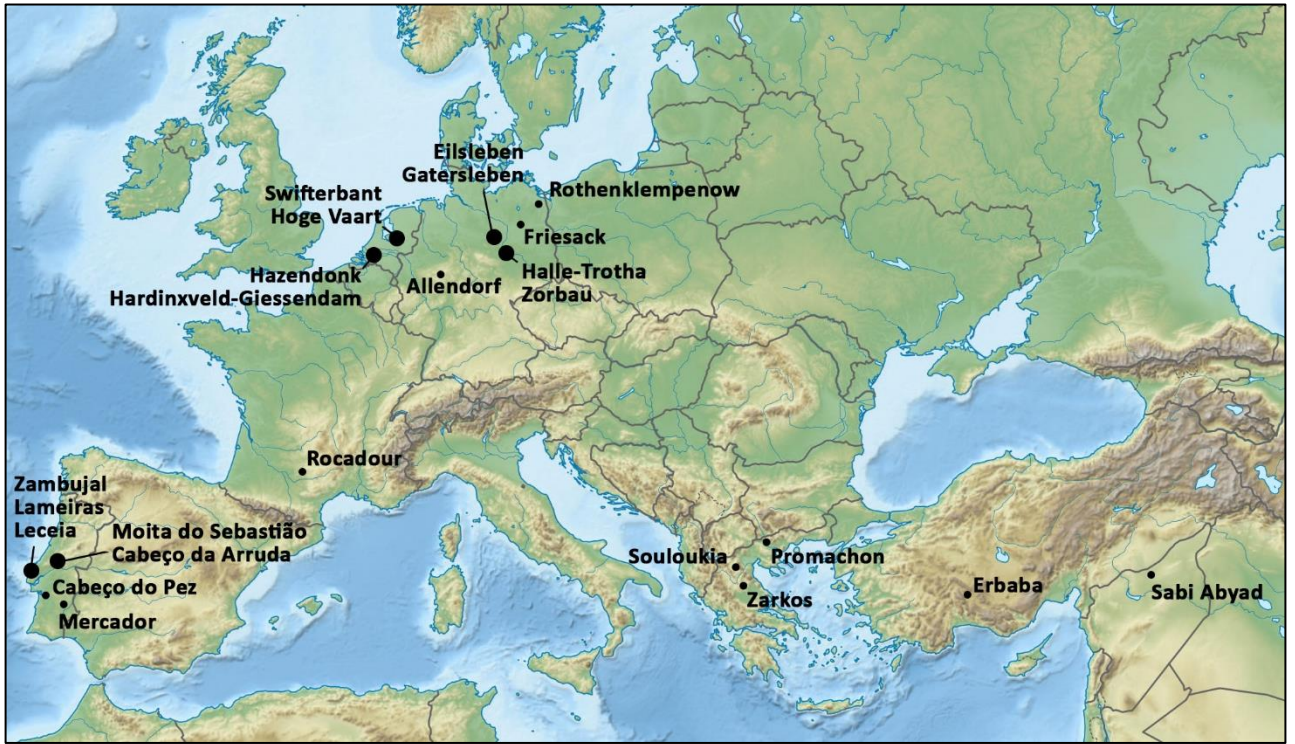 Eilsleben
Gatersleben
Rothenklempenow
Swifterbant
Hoge Vaart
Friesack
Hazendonk
Hardinxveld-Giessendam
Allendorf
Halle-Trotha
Zorbau
Rocadour
Zambujal
Lameiras
Leceia
Moita do Sebastião
Cabeço da Arruda
Souloukia
Promachon
Cabeço do Pez
Zarkos
Erbaba
Sabi Abyad
Mercador